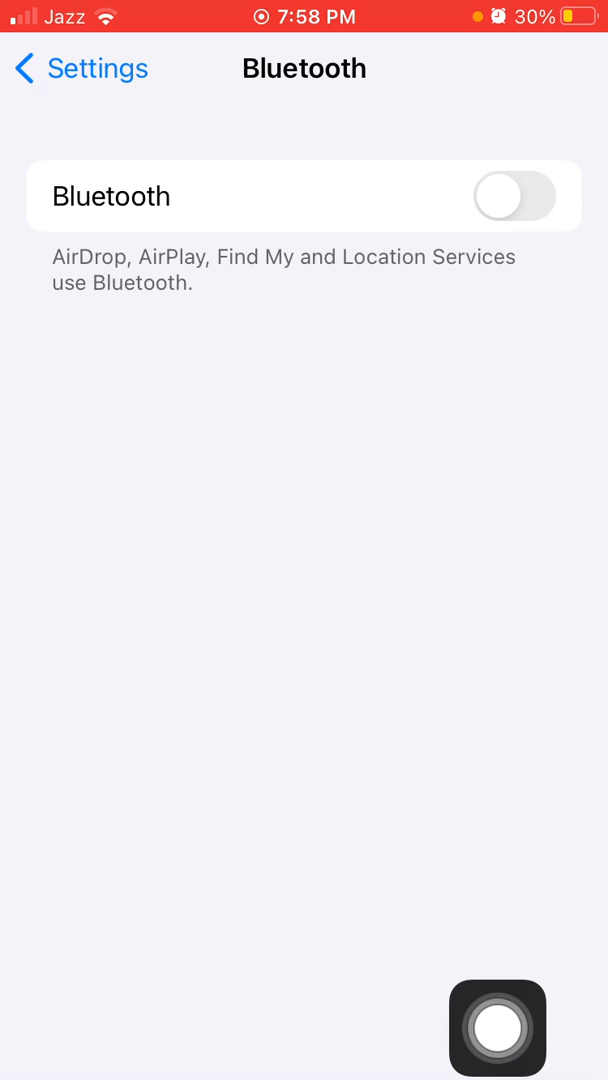 Jazz 7:58 PM 30%
Settings Bluetooth
Bluetooth
AirDrop, AirPlay, Find My and Location Services
use Bluetooth.